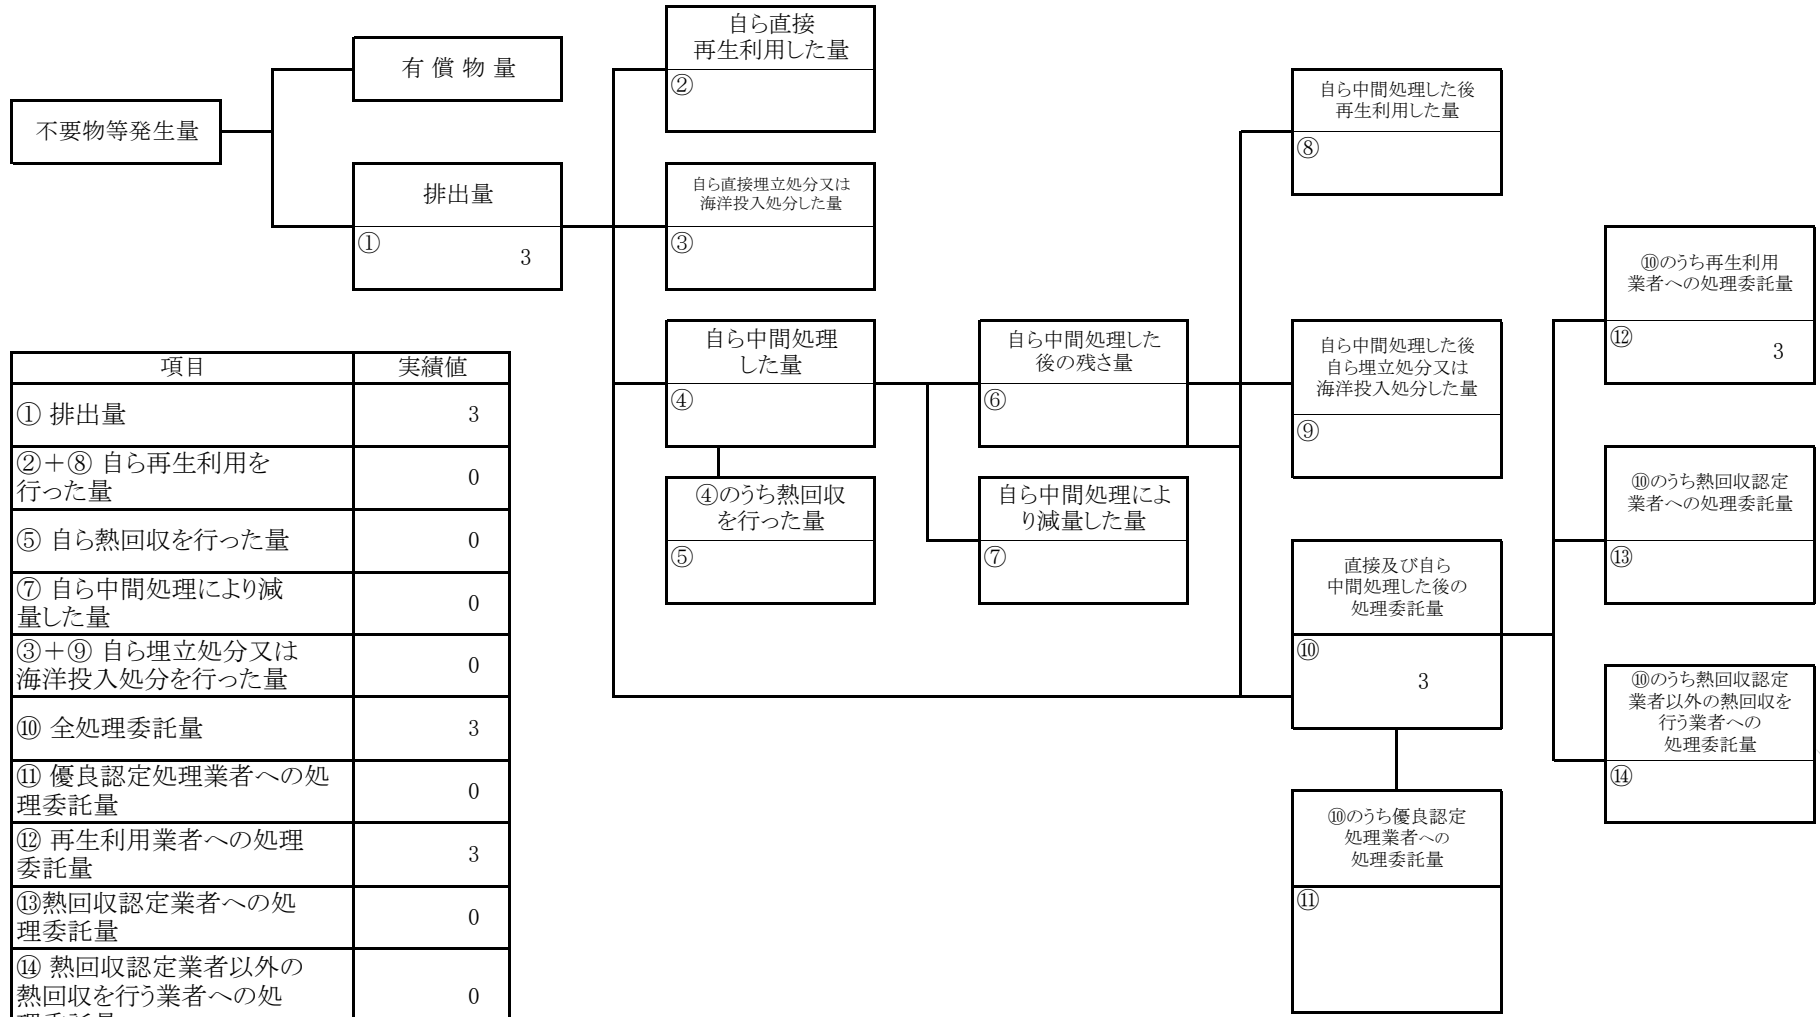 不要物等発生量
有 償 物 量
排出量
①
3
自ら直接
再生利用した量
②
自ら直接埋立処分又は
海洋投入処分した量
③
自ら中間処理
した量
④
④のうち熱回収
を行った量
⑤
自ら中間処理した
後の残さ量
⑥
自ら中間処理によ
り減量した量
⑦
自ら中間処理した後
再生利用した量
⑧
自ら中間処理した後
自ら埋立処分又は
海洋投入処分した量
⑨
直接及び自ら
中間処理した後の
処理委託量
⑩
3
⑩のうち優良認定
処理業者への
処理委託量
⑪
⑩のうち再生利用
業者への処理委託量
⑫
3
⑩のうち熱回収認定
業者への処理委託量
⑬
⑩のうち熱回収認定
業者以外の熱回収を
行う業者への
処理委託量
⑭
項目 実績値
① 排出量 3
②＋⑧ 自ら再生利用を
行った量 0
⑤ 自ら熱回収を行った量 0
⑦ 自ら中間処理により減
量した量 0
③＋⑨ 自ら埋立処分又は
海洋投入処分を行った量 0
⑩ 全処理委託量 3
⑪ 優良認定処理業者への処
理委託量 0
⑫ 再生利用業者への処理
委託量 3
⑬熱回収認定業者への処
理委託量 0
⑭ 熱回収認定業者以外の
熱回収を行う業者への処 0